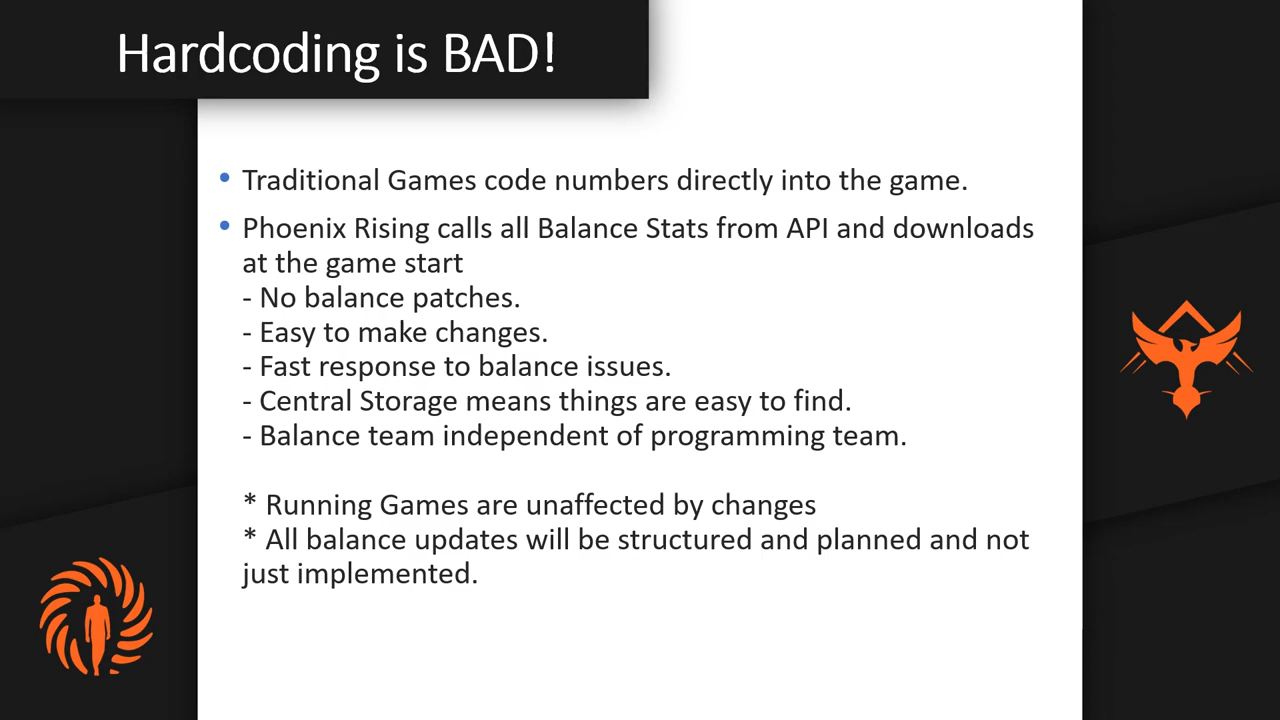 Hardcoding is BAD!
• Traditional Games code numbers directly into the game.
• Phoenix Rising calls all Balance Stats from API and downloads
at the game start
- No balance patches.
- Easy to make changes.
- Fast response to balance issues.
- Central Storage means things are easy to find.
- Balance team independent of programming team.
* Running Games are unaffected by changes
* All balance updates will be structured and planned and not
just implemented.